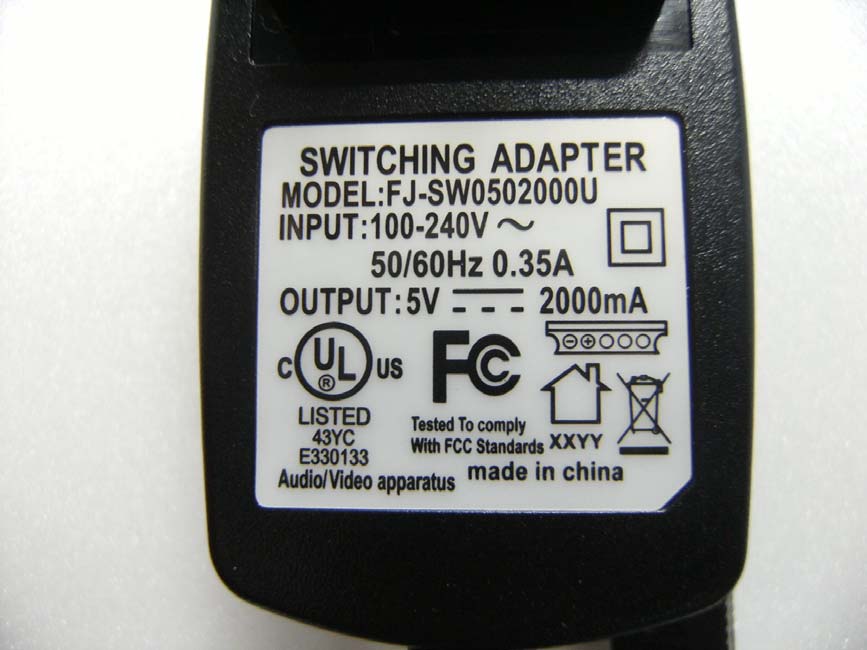 SWITCHING ADAPTER
MODEL:FJ-SW0502000U
INPUT:100-240V ~
50/60Hz 0.35A
OUTPUT:5V ⎓ 2000mA
C UL ® US
LISTED
43YC
E330133
Audio/Video apparatus
FC
Tested To comply
With FCC Standards
XXYY
made in china